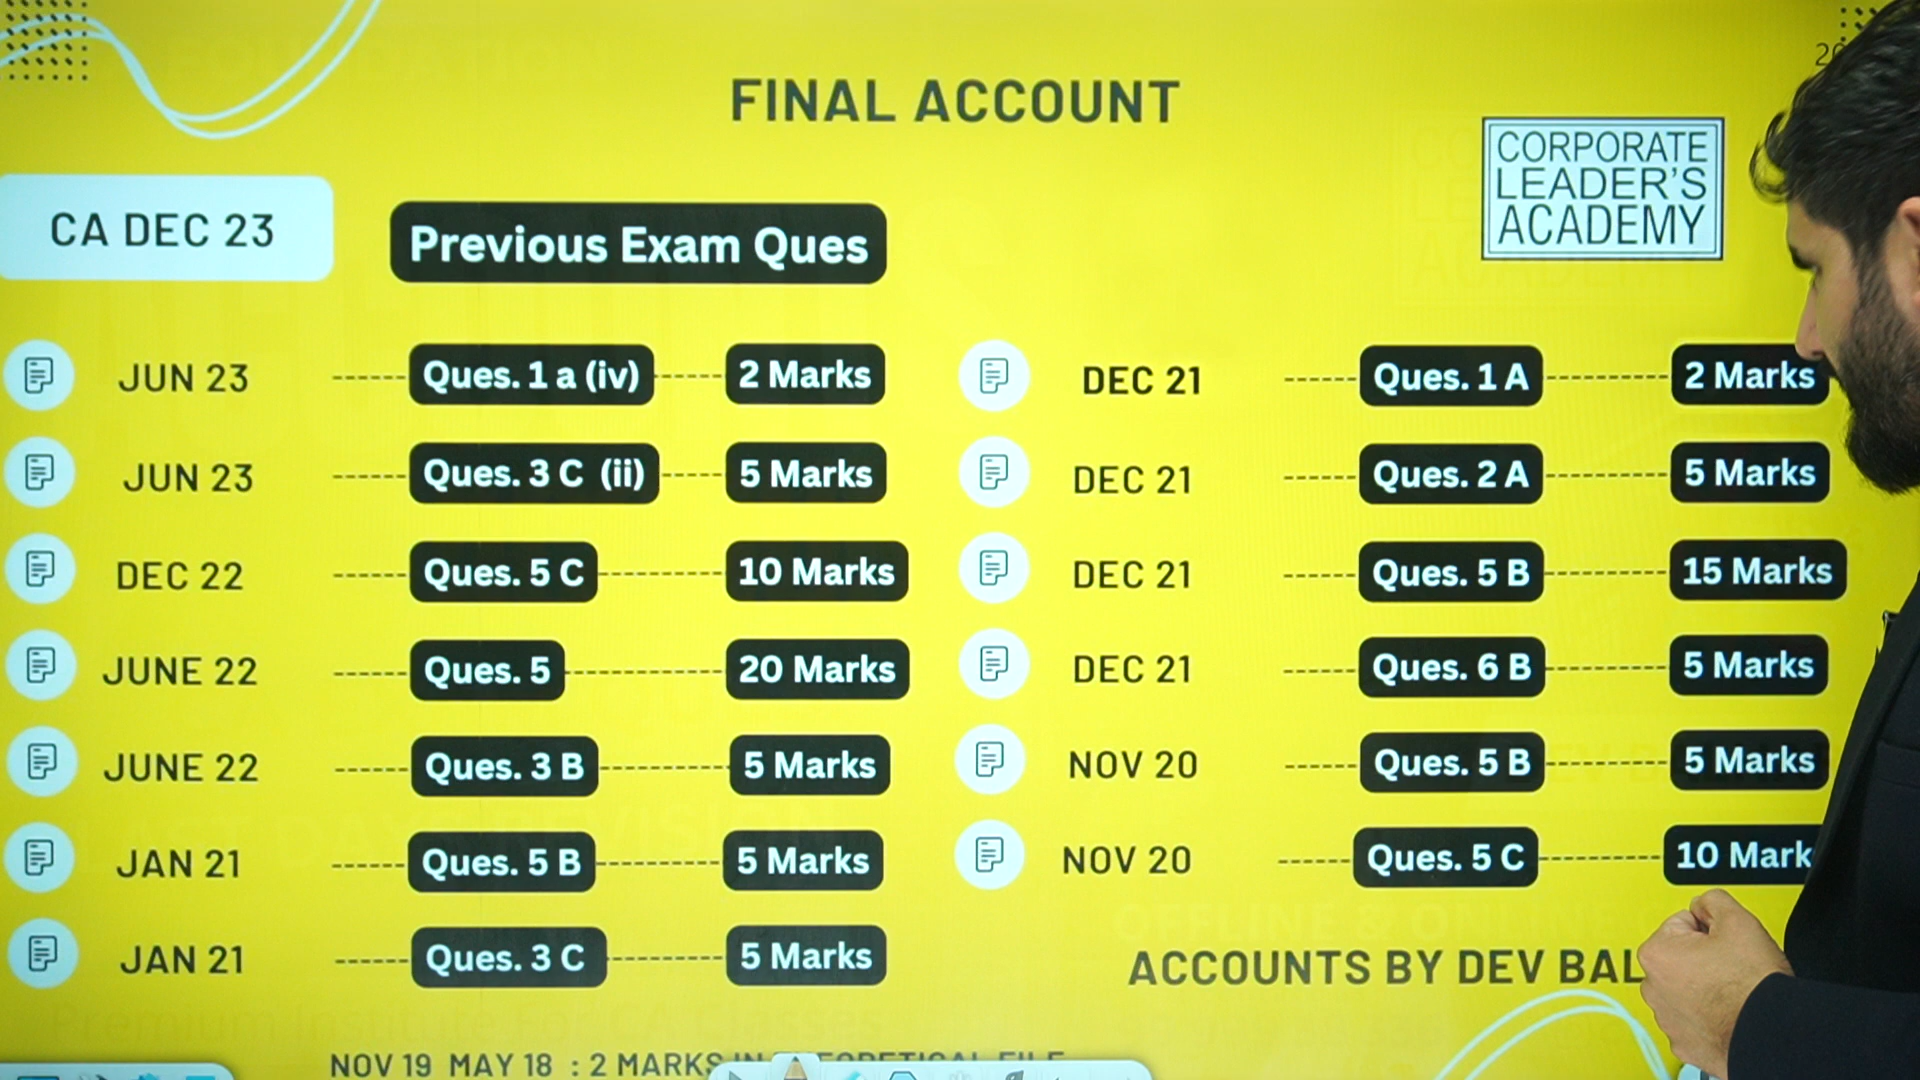 FINAL ACCOUNT
CORPORATE
LEADER'S
ACADEMY
CA DEC 23
Previous Exam Ques
JUN 23 Ques. 1 a (iv) 2 Marks
JUN 23 Ques. 3 C (ii) 5 Marks
DEC 22 Ques. 5 C 10 Marks
JUNE 22 Ques. 5 20 Marks
JUNE 22 Ques. 3 B 5 Marks
JAN 21 Ques. 5 B 5 Marks
JAN 21 Ques. 3 C 5 Marks
DEC 21 Ques. 1 A 2 Marks
DEC 21 Ques. 2 A 5 Marks
DEC 21 Ques. 5 B 15 Marks
DEC 21 Ques. 6 B 5 Marks
NOV 20 Ques. 5 B 5 Marks
NOV 20 Ques. 5 C 10 Mark
ACCOUNTS BY DEV
NOV 19 MAY 18 : 2 MARKS IN THEORETICAL FILE